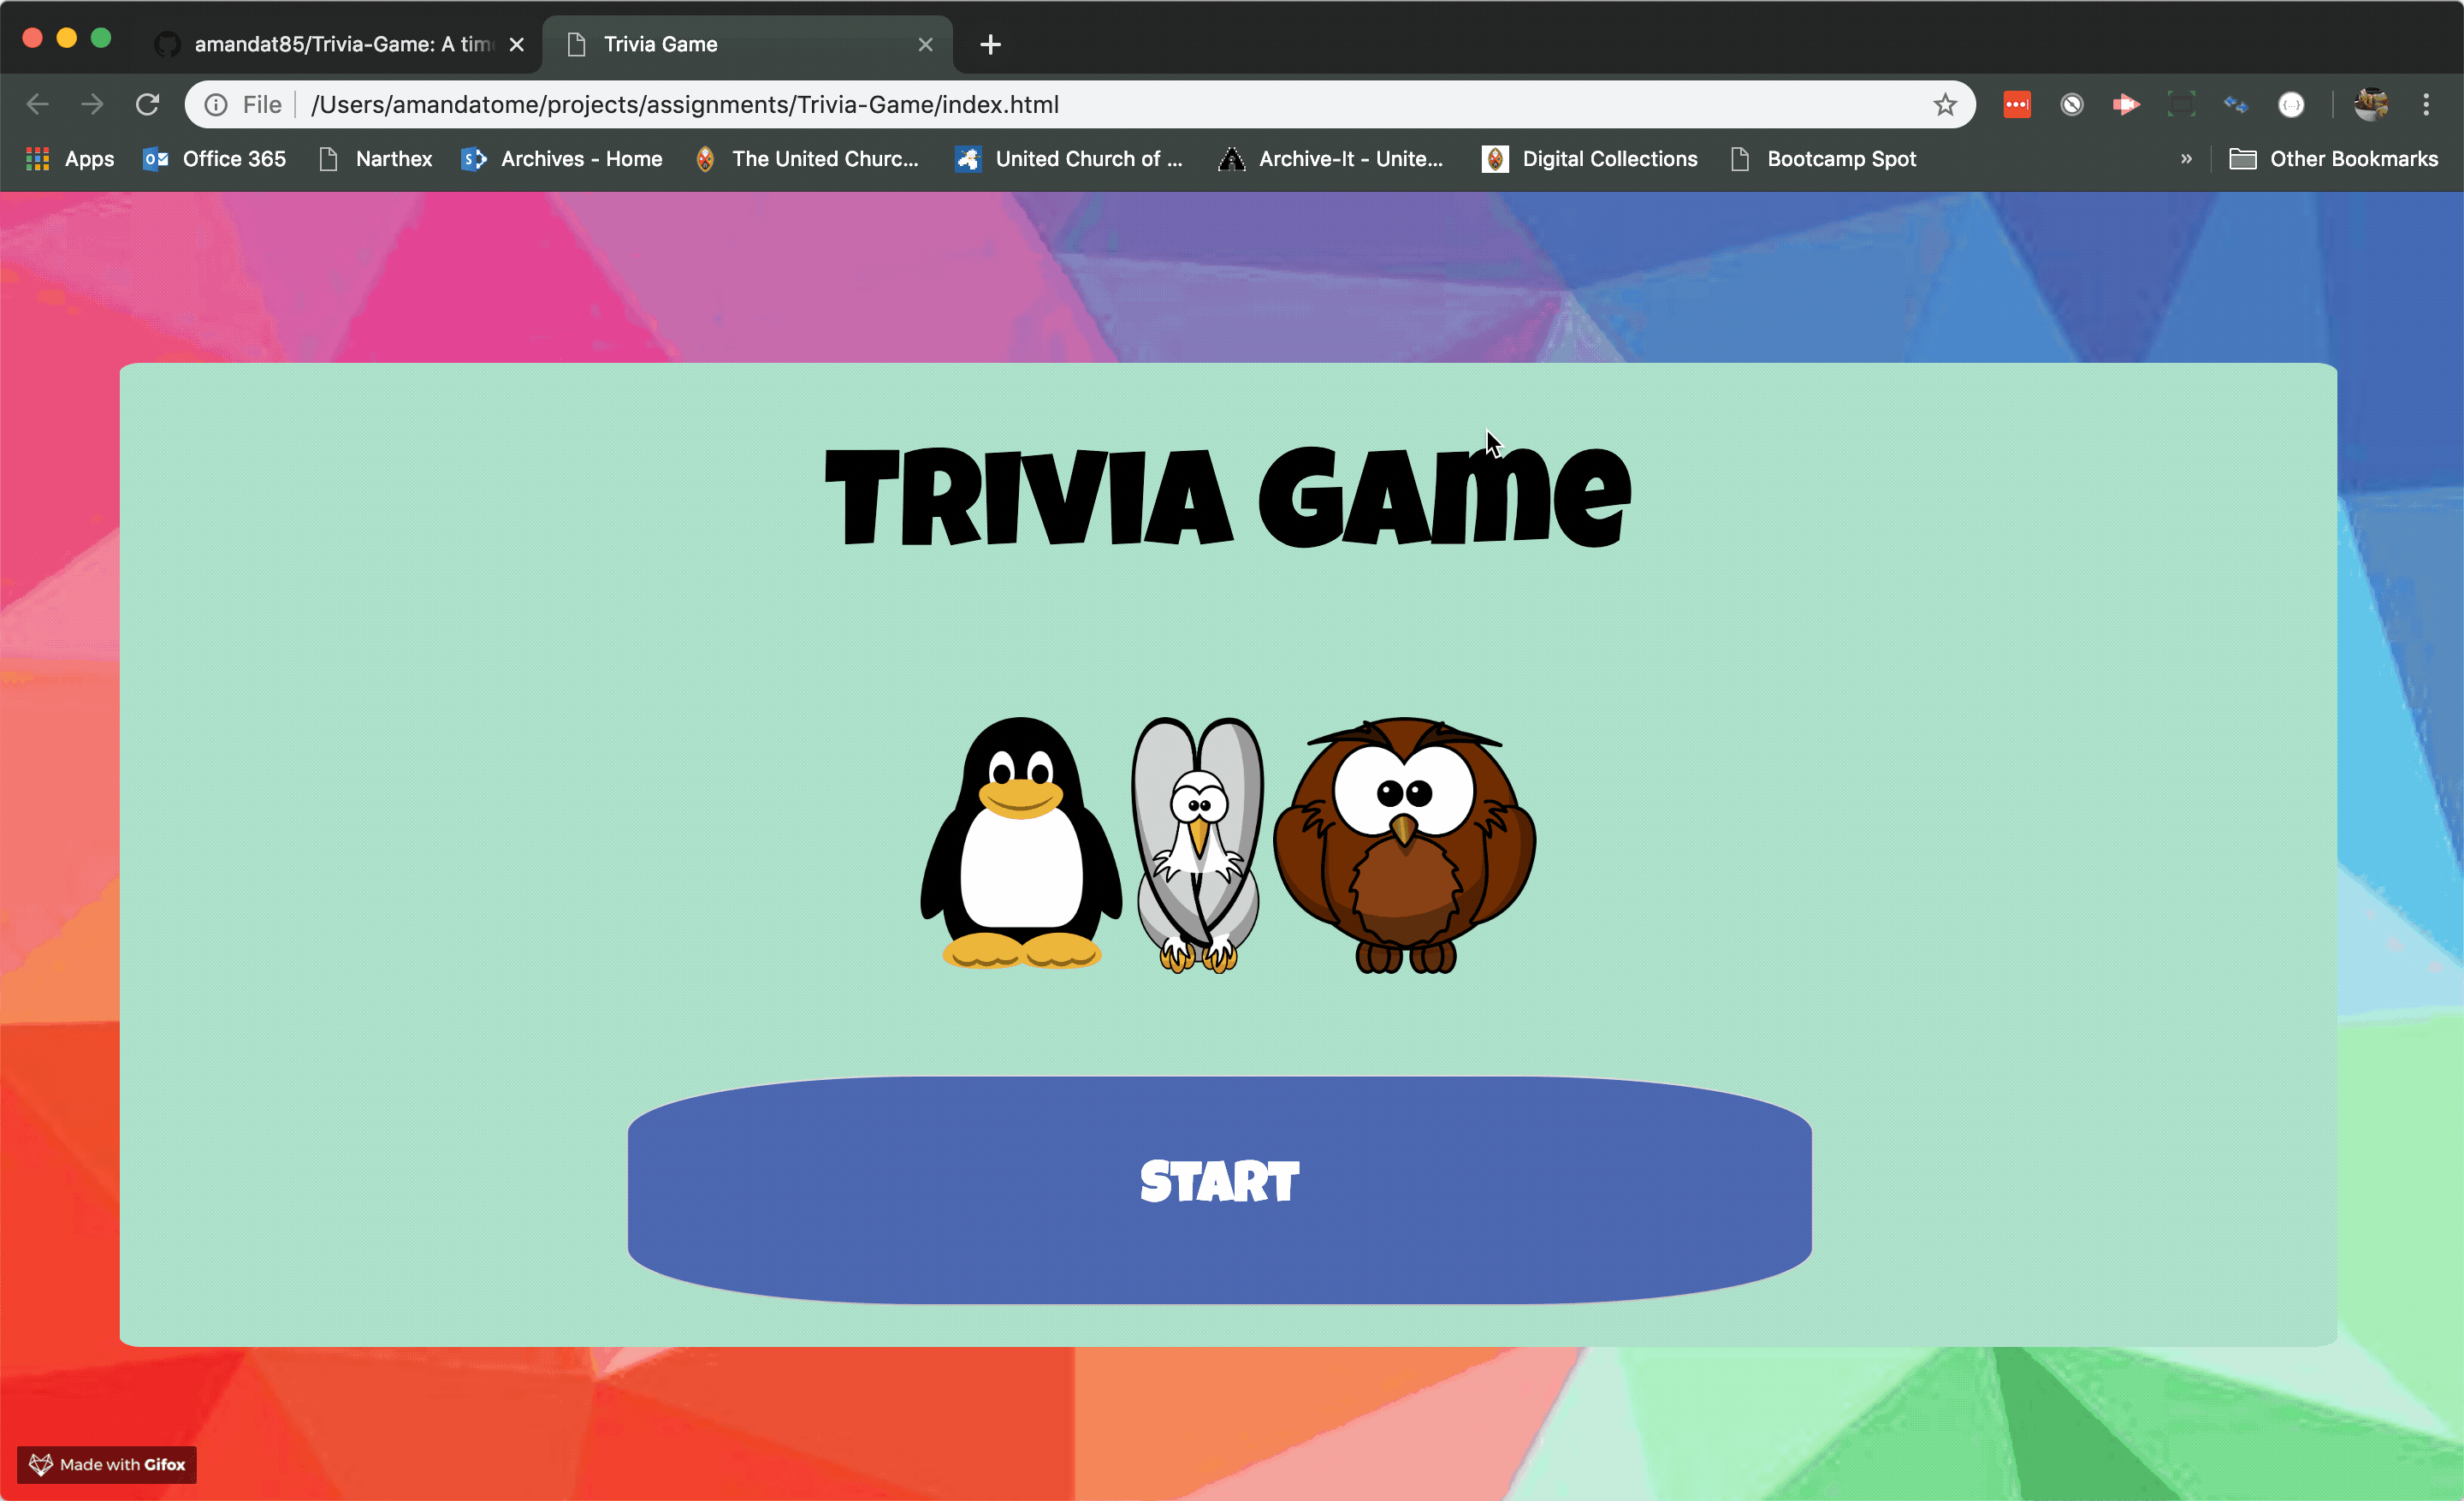 amandat85/Trivia-Game: A tim
Trivia Game
File /Users/amandatome/projects/assignments/Trivia-Game/index.html
Apps Office 365 Narthex Archives - Home The United Churc... United Church of ... Archive-It - Unite... Digital Collections Bootcamp Spot » Other Bookmarks
TRIVIA GAme
START
Made with Gifox